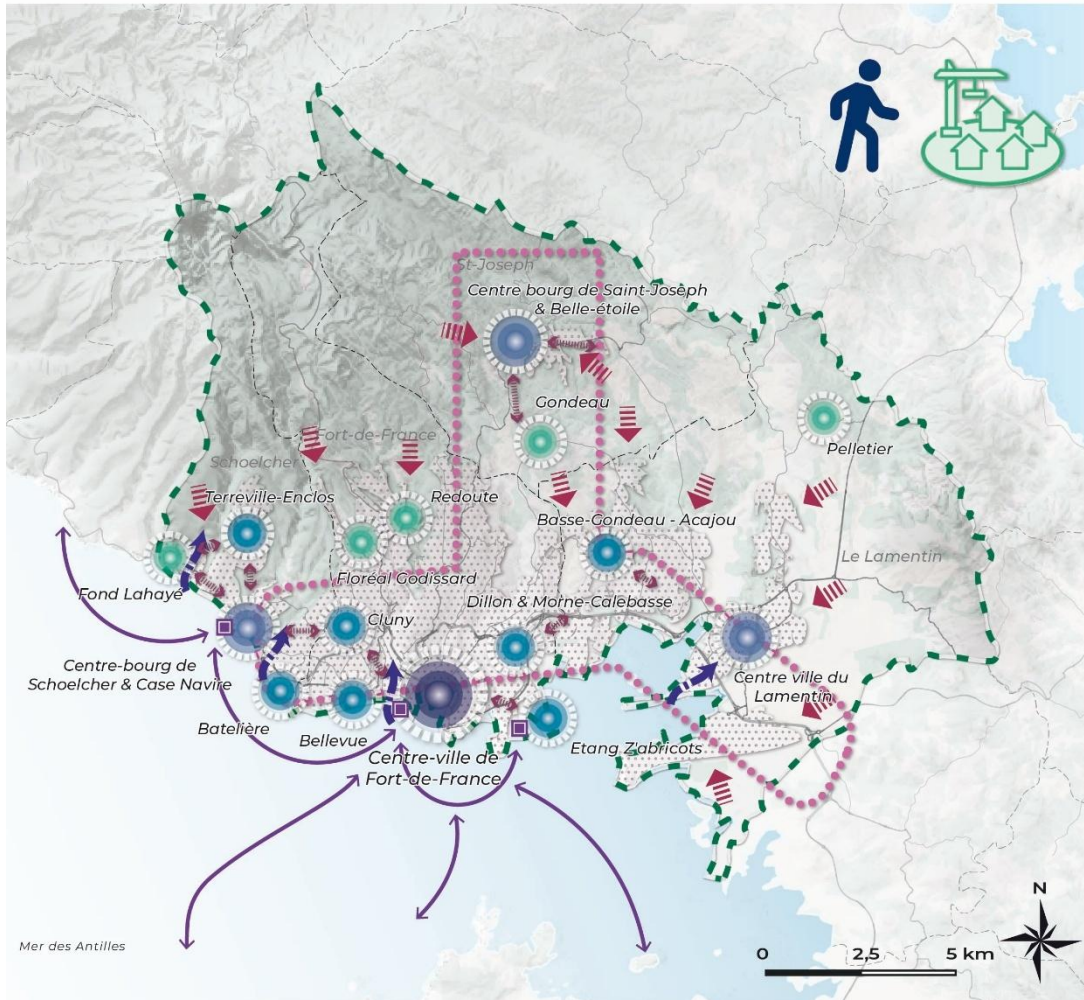 St-Joseph
Centre bourg de Saint-Joseph
& Belle-étoile
Gondeau
Pelletier
Fort-de-France
Schoelcher
Terreville-Enclos
Redoute
Basse-Gondeau - Acajou
Le Lamentin
Floréal Godissard
Fond Lahayé
Dillon & Morne-Calebasse
Cluny
Centre-bourg de
Schoelcher & Case Navire
Centre ville du
Lamentin
Batelière
Bellevue
Etang Z'abricots
Centre-ville de
Fort-de-France
Mer des Antilles
N
0 2,5 5 km